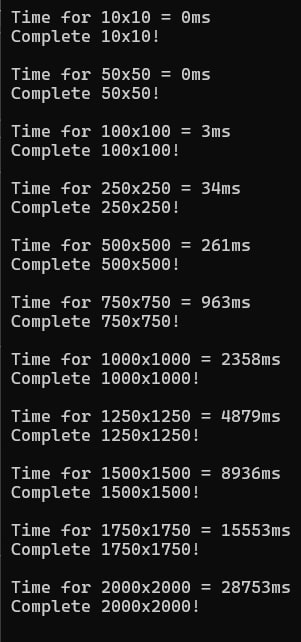 Time for 10x10 = 0ms
Complete 10x10!
Time for 50x50 = 0ms
Complete 50x50!
Time for 100x100 = 3ms
Complete 100x100!
Time for 250x250 = 34ms
Complete 250x250!
Time for 500x500 = 261ms
Complete 500x500!
Time for 750x750 = 963ms
Complete 750x750!
Time for 1000x1000 = 2358ms
Complete 1000x1000!
Time for 1250x1250 = 4879ms
Complete 1250x1250!
Time for 1500x1500 = 8936ms
Complete 1500x1500!
Time for 1750x1750 = 15553ms
Complete 1750x1750!
Time for 2000x2000 = 28753ms
Complete 2000x2000!